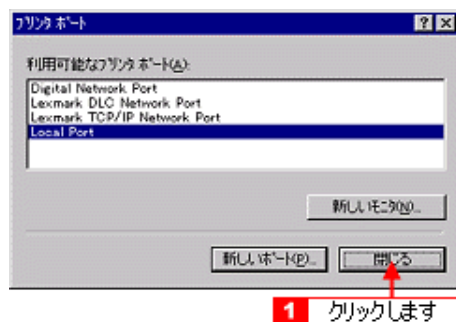 プリンタ ポート
利用可能なプリンタ ポート(A):
Digital Network Port
Lexmark DLC Network Port
Lexmark TCP/IP Network Port
Local Port
新しいモニタ(N)...
新しいポート(P)...
閉じる
1 クリックします